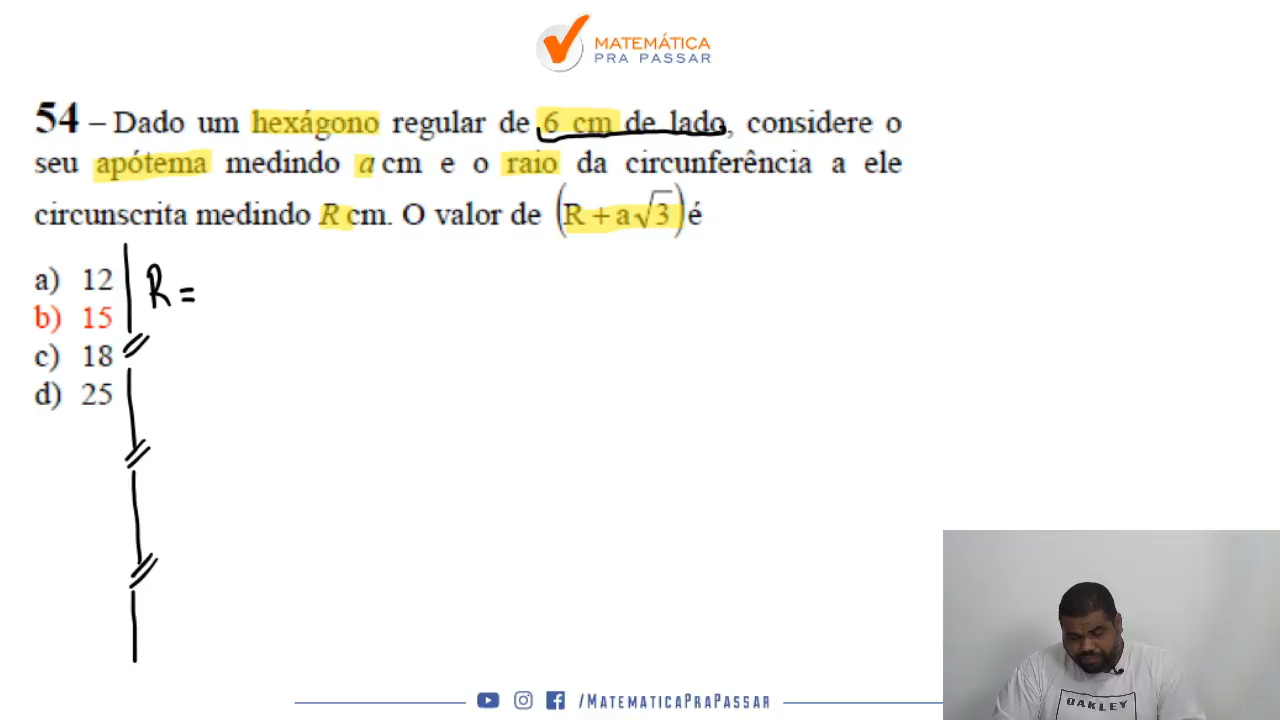 MATEMÁTICA
PRA PASSAR
54 – Dado um hexágono regular de 6 cm de lado, considere o
seu apótema medindo a cm e o raio da circunferência a ele
circunscrita medindo R cm. O valor de (R + a√3) é
a) 12
R =
b) 15
c) 18
d) 25
OAKLEY
/MATEMATICAPRAPASSAR